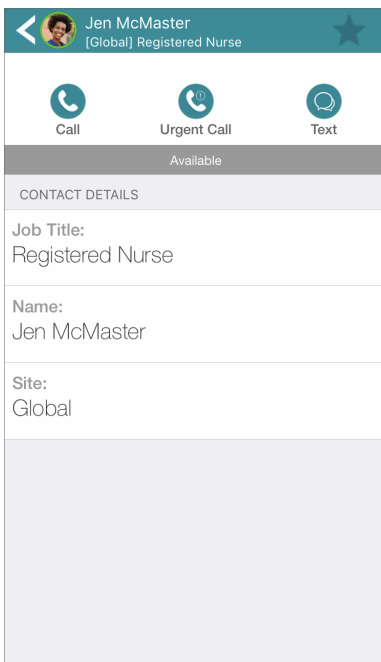 Jen McMaster
[Global] Registered Nurse
Call Urgent Call Text
Available
CONTACT DETAILS
Job Title:
Registered Nurse
Name:
Jen McMaster
Site:
Global